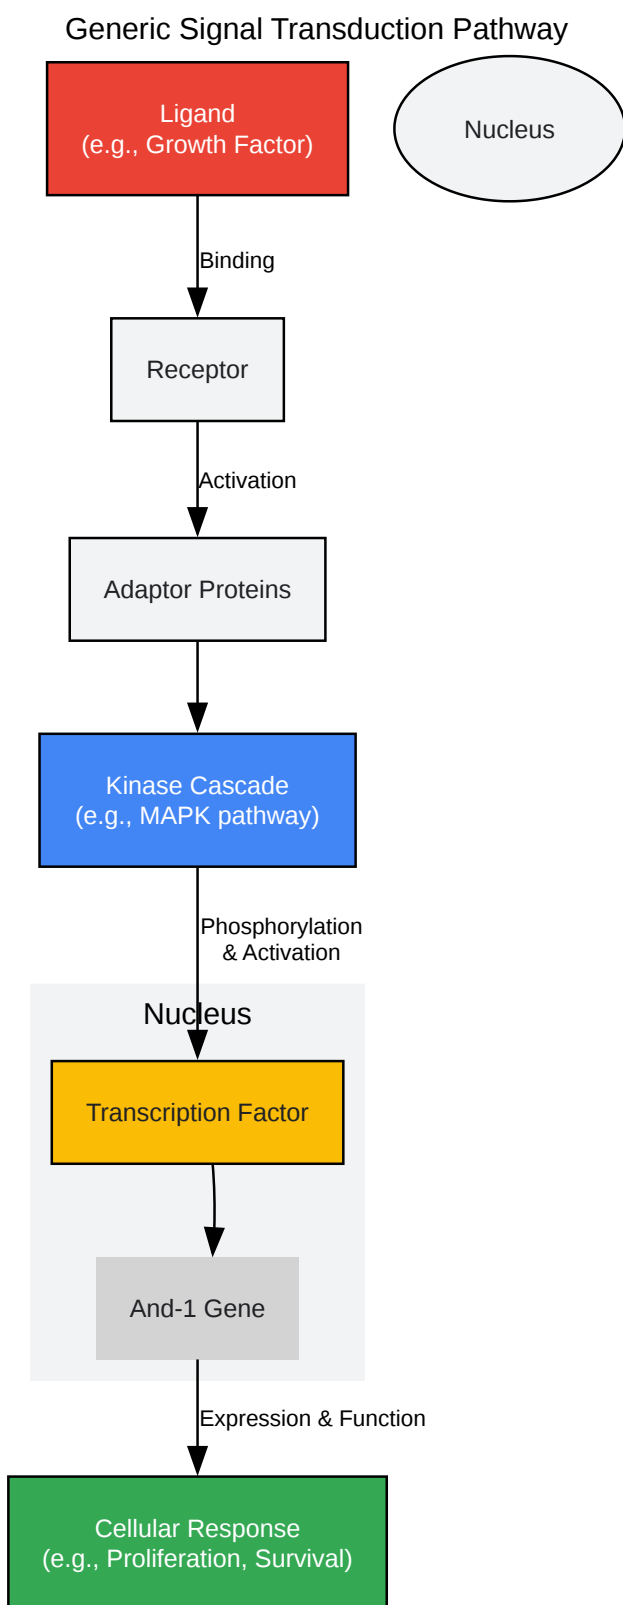 Generic Signal Transduction Pathway
Ligand
(e.g., Growth Factor)
Nucleus
Binding
Receptor
Activation
Adaptor Proteins
Kinase Cascade
(e.g., MAPK pathway)
Phosphorylation
& Activation
Nucleus
Transcription Factor
And-1 Gene
Expression & Function
Cellular Response
(e.g., Proliferation, Survival)